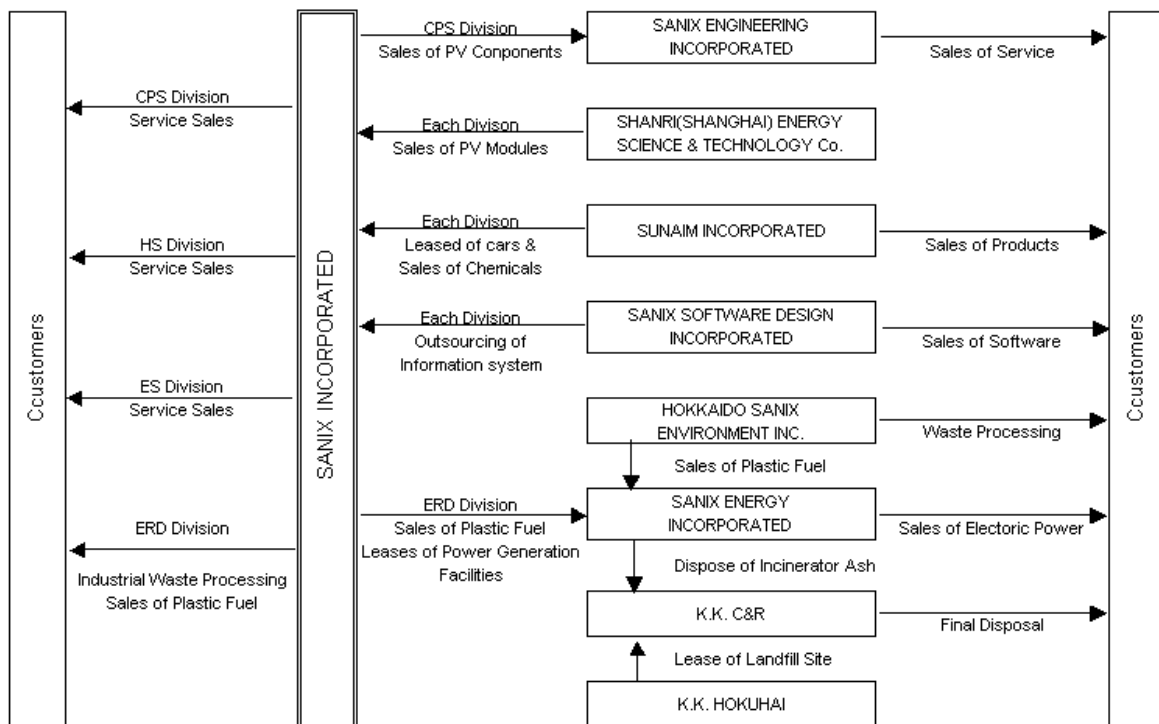 Ccustomers
CPS Division
Service Sales
HS Division
Service Sales
ES Division
Service Sales
ERD Division
Industrial Waste Processing
Sales of Plastic Fuel
SANIX INCORPORATED
CPS Division
Sales of PV Conponents
SANIX ENGINEERING
INCORPORATED
Sales of Service
Each Divison
Sales of PV Modules
SHANRI(SHANGHAI) ENERGY
SCIENCE & TECHNOLOGY Co.
Each Divison
Leased of cars &
Sales of Chemicals
SUNAIM INCORPORATED
Sales of Products
Each Division
Outsourcing of
Information system
SANIX SOFTWARE DESIGN
INCORPORATED
Sales of Software
HOKKAIDO SANIX
ENVIRONMENT INC.
Waste Processing
Sales of Plastic Fuel
ERD Division
Sales of Plastic Fuel
Leases of Power Generation
Facilities
SANIX ENERGY
INCORPORATED
Sales of Electoric Power
Dispose of Incinerator Ash
K.K. C&R
Final Disposal
Lease of Landfill Site
K.K. HOKUHAI
Ccustomers